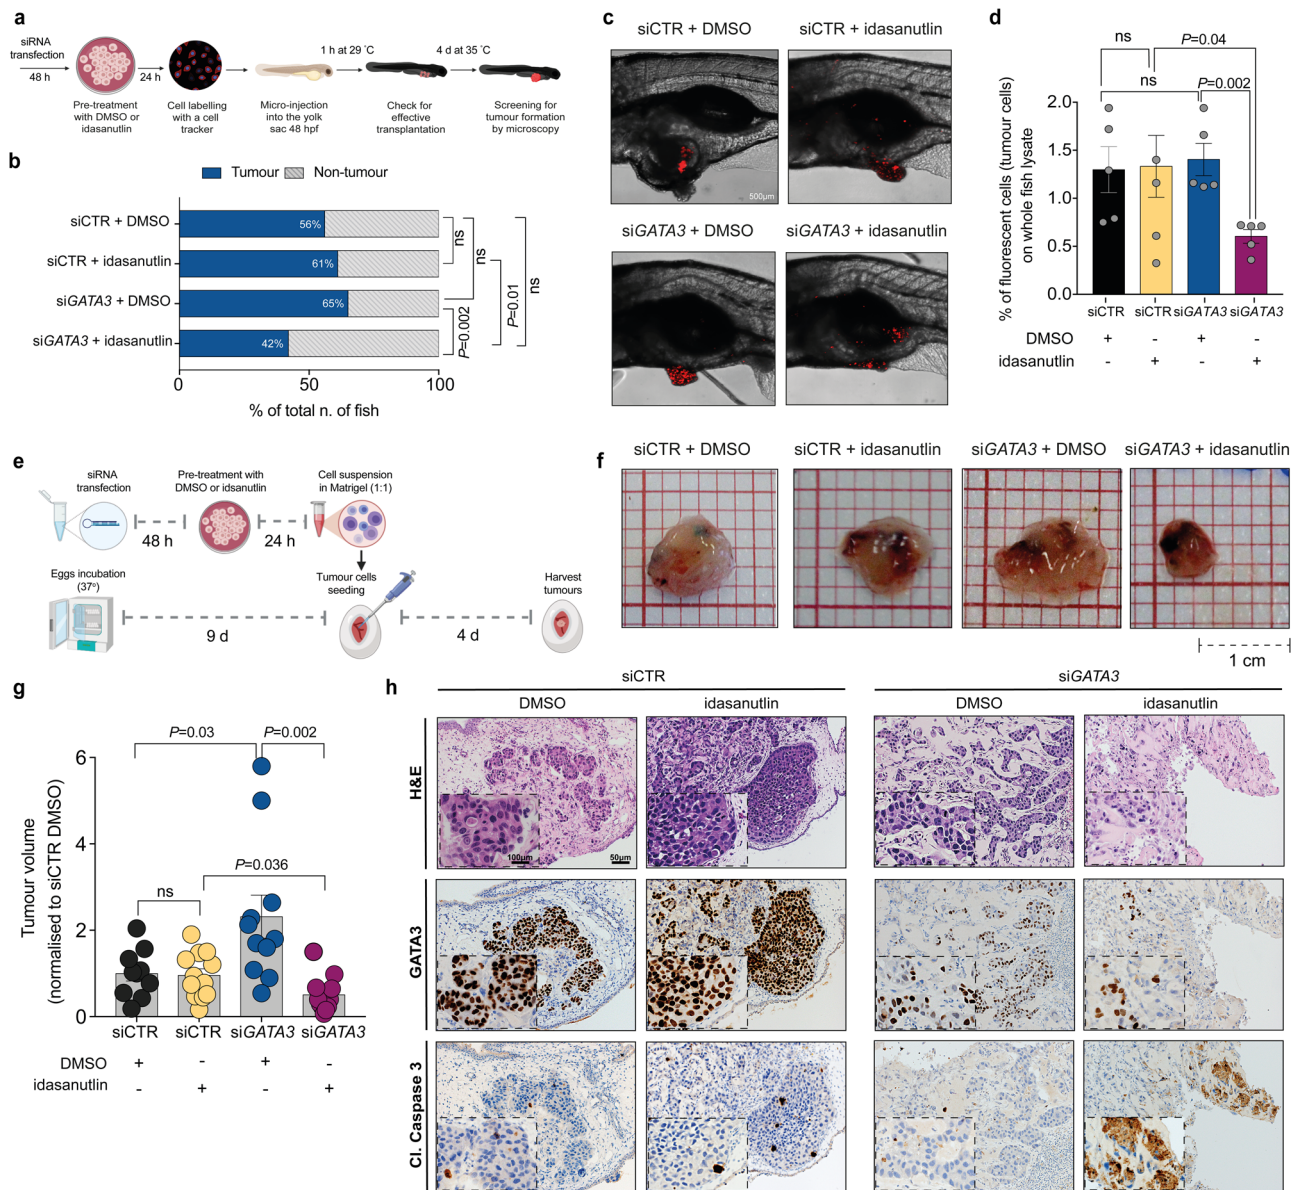 a
siRNA
transfection
48 h
24 h
1 h at 29 °C
4 d at 35 °C
Pre-treatment
with DMSO or
idasanutlin
Cell labelling
with a cell
tracker
Micro-injection
into the yolk
sac 48 hpf
Check for
effective
transplantation
Screening for
tumour formation
by microscopy
b
Tumour
Non-tumour
siCTR + DMSO
56%
siCTR + idasanutlin
61%
siGATA3 + DMSO
65%
siGATA3 + idasanutlin
42%
ns
ns
P=0.002
P=0.01
ns
0
50
100
% of total n. of fish
c
siCTR + DMSO
siCTR + idasanutlin
500μm
siGATA3 + DMSO
siGATA3 + idasanutlin
d
ns
P=0.04
ns
P=0.002
% of fluorescent cells (tumour cells)
on whole fish lysate
2.0
1.5
1.0
0.5
0.0
siCTR
siCTR
siGATA3
siGATA3
DMSO
+
-
+
-
idasanutlin
-
+
-
+
e
siRNA
transfection
Pre-treatment with
DMSO or idsanutlin
Cell suspension
in Matrigel (1:1)
48 h
24 h
Eggs incubation
(37º)
Tumour cells
seeding
Harvest
tumours
9 d
4 d
f
siCTR + DMSO
siCTR + idasanutlin
siGATA3 + DMSO
siGATA3 + idasanutlin
1 cm
g
P=0.03
P=0.002
P=0.036
ns
Tumour volume
(normalised to siCTR DMSO)
6
4
2
0
siCTR
siCTR
siGATA3
siGATA3
DMSO
+
-
+
-
idasanutlin
-
+
-
+
h
siCTR
siGATA3
DMSO
idasanutlin
DMSO
idasanutlin
H&E
100μm
50μm
GATA3
Cl. Caspase 3